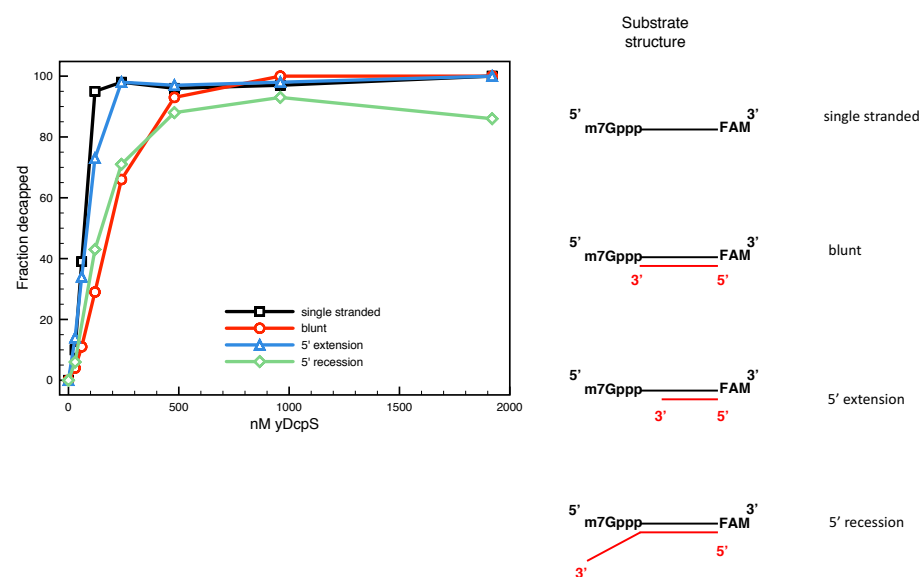 Substrate
structure
100
80
60
40
20
0
Fraction decapped
0
500
1000
1500
2000
nM yDcpS
single stranded
blunt
5' extension
5' recession
5’
m7Gppp
FAM
3’
single stranded
5’
m7Gppp
FAM
3’
3’
5’
blunt
5’
m7Gppp
FAM
3’
3’
5’
5’ extension
5’
m7Gppp
FAM
3’
5’
3’
5’ recession